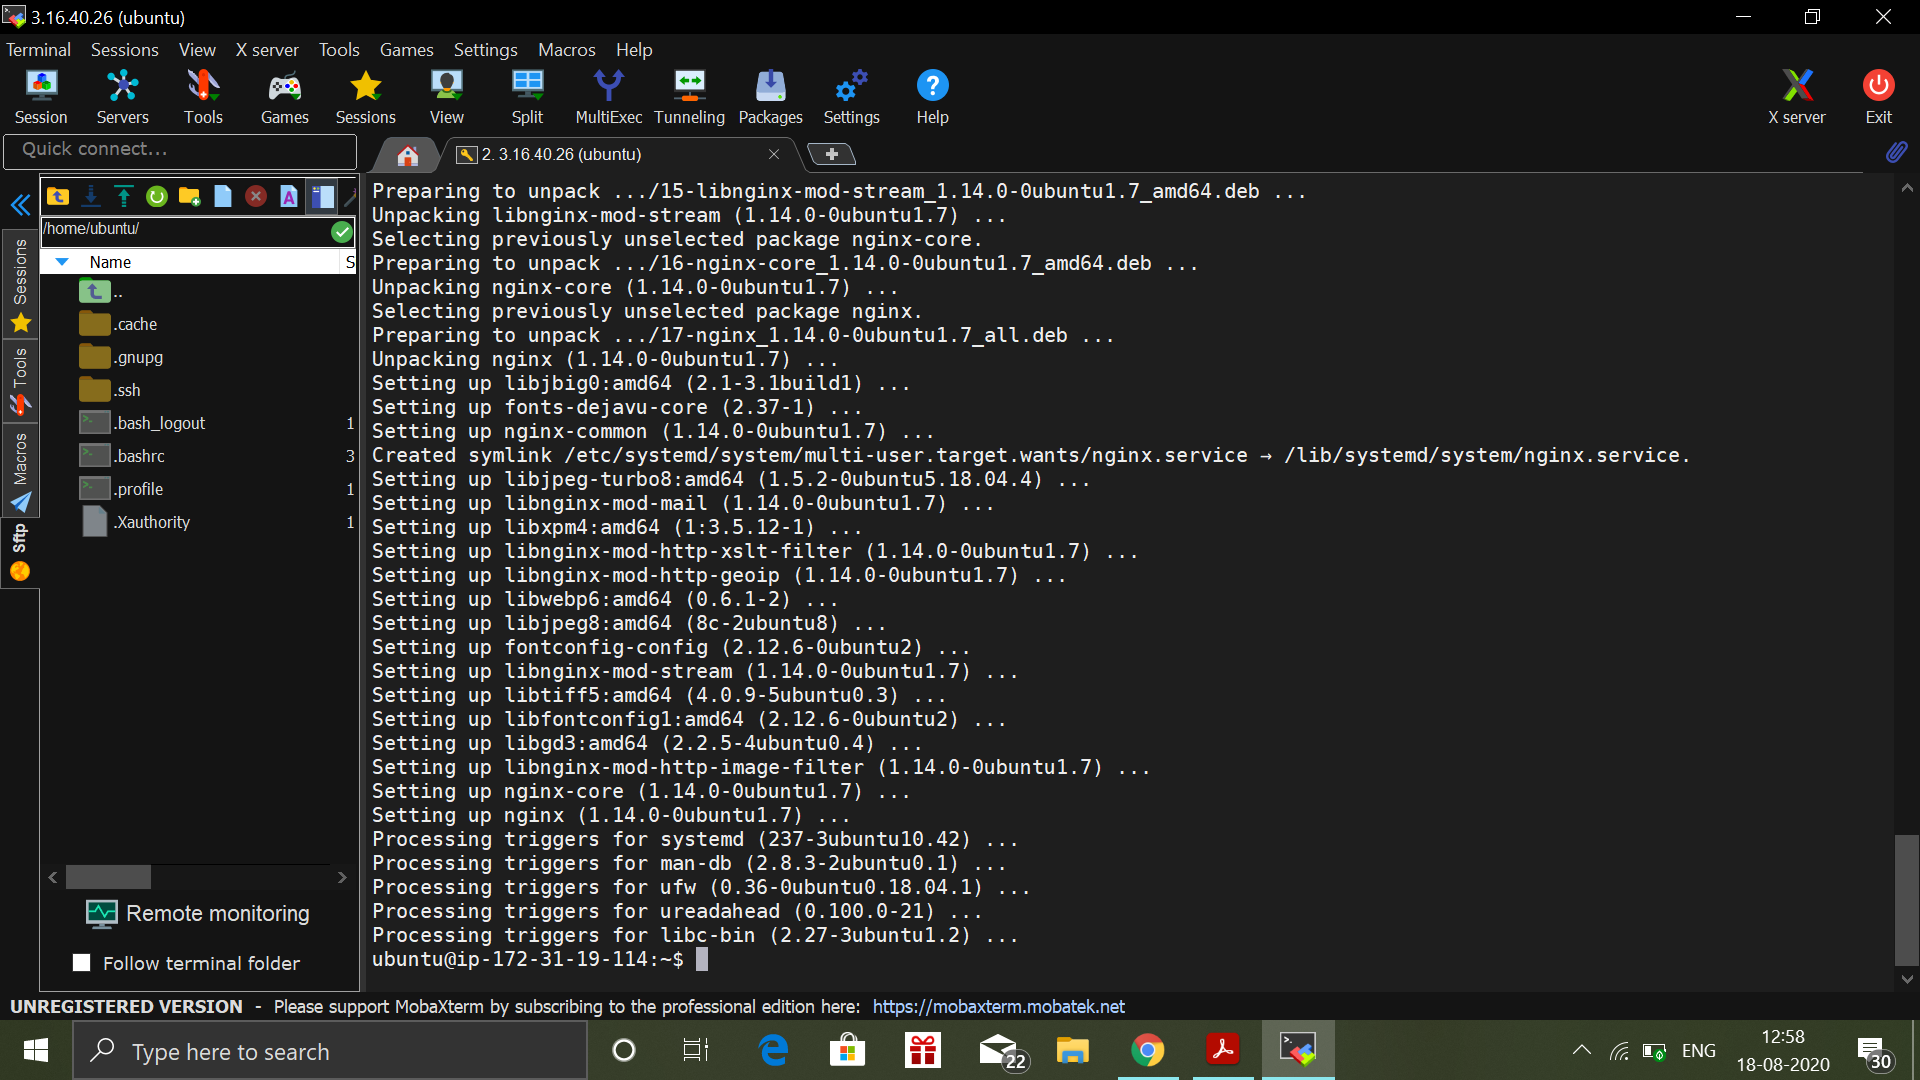 3.16.40.26 (ubuntu)
Terminal Sessions View X server Tools Games Settings Macros Help
Session Servers Tools Games Sessions View Split MultiExec Tunneling Packages Settings Help X server Exit
Quick connect...
2. 3.16.40.26 (ubuntu)
/home/ubuntu/
Name S
..
.cache
.gnupg
.ssh
.bash_logout 1
.bashrc 3
.profile 1
.Xauthority 1
Sessions
Tools
Macros
Sftp
Remote monitoring
Follow terminal folder
Preparing to unpack .../15-libnginx-mod-stream_1.14.0-0ubuntu1.7_amd64.deb ...
Unpacking libnginx-mod-stream (1.14.0-0ubuntu1.7) ...
Selecting previously unselected package nginx-core.
Preparing to unpack .../16-nginx-core_1.14.0-0ubuntu1.7_amd64.deb ...
Unpacking nginx-core (1.14.0-0ubuntu1.7) ...
Selecting previously unselected package nginx.
Preparing to unpack .../17-nginx_1.14.0-0ubuntu1.7_all.deb ...
Unpacking nginx (1.14.0-0ubuntu1.7) ...
Setting up libjbig0:amd64 (2.1-3.1build1) ...
Setting up fonts-dejavu-core (2.37-1) ...
Setting up nginx-common (1.14.0-0ubuntu1.7) ...
Created symlink /etc/systemd/system/multi-user.target.wants/nginx.service → /lib/systemd/system/nginx.service.
Setting up libjpeg-turbo8:amd64 (1.5.2-0ubuntu5.18.04.4) ...
Setting up libnginx-mod-mail (1.14.0-0ubuntu1.7) ...
Setting up libxpm4:amd64 (1:3.5.12-1) ...
Setting up libnginx-mod-http-xslt-filter (1.14.0-0ubuntu1.7) ...
Setting up libnginx-mod-http-geoip (1.14.0-0ubuntu1.7) ...
Setting up libwebp6:amd64 (0.6.1-2) ...
Setting up libjpeg8:amd64 (8c-2ubuntu8) ...
Setting up fontconfig-config (2.12.6-0ubuntu2) ...
Setting up libnginx-mod-stream (1.14.0-0ubuntu1.7) ...
Setting up libtiff5:amd64 (4.0.9-5ubuntu0.3) ...
Setting up libfontconfig1:amd64 (2.12.6-0ubuntu2) ...
Setting up libgd3:amd64 (2.2.5-4ubuntu0.4) ...
Setting up libnginx-mod-http-image-filter (1.14.0-0ubuntu1.7) ...
Setting up nginx-core (1.14.0-0ubuntu1.7) ...
Setting up nginx (1.14.0-0ubuntu1.7) ...
Processing triggers for systemd (237-3ubuntu10.42) ...
Processing triggers for man-db (2.8.3-2ubuntu0.1) ...
Processing triggers for ufw (0.36-0ubuntu0.18.04.1) ...
Processing triggers for ureadahead (0.100.0-21) ...
Processing triggers for libc-bin (2.27-3ubuntu1.2) ...
ubuntu@ip-172-31-19-114:~$
UNREGISTERED VERSION - Please support MobaXterm by subscribing to the professional edition here: https://mobaxterm.mobatek.net
Type here to search
22
ENG
12:58
18-08-2020
30